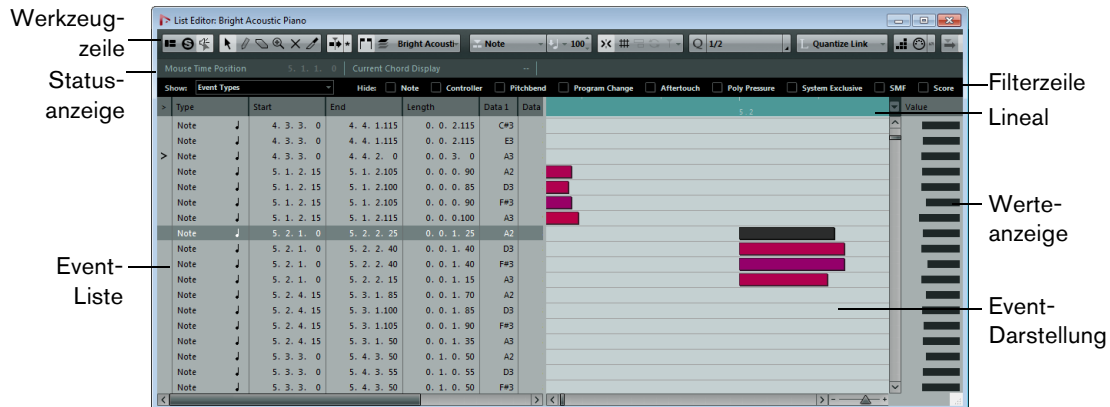 List Editor: Bright Acoustic Piano
Werkzeug-
zeile
Bright Acousti- Note 100 Q 1/2 L Quantize Link
Status-
anzeige
Mouse Time Position 5. 1. 1. 0 Current Chord Display --
Show: Event Types Hide: Note Controller Pitchbend Program Change Aftertouch Poly Pressure System Exclusive SMF Score
Filterzeile
> Type Start End Length Data 1 Data 5.2 Value
Lineal
Note 4. 3. 3. 0 4. 4. 1.115 0. 0. 2.115 C#3
Note 4. 3. 3. 0 4. 4. 1.115 0. 0. 2.115 E3
> Note 4. 3. 3. 0 4. 4. 2. 0 0. 0. 3. 0 A3
Note 5. 1. 2. 15 5. 1. 2.105 0. 0. 0. 90 A2
Note 5. 1. 2. 15 5. 1. 2.100 0. 0. 0. 85 D3
Note 5. 1. 2. 15 5. 1. 2.105 0. 0. 0. 90 F#3
Note 5. 1. 2. 15 5. 1. 2.115 0. 0. 0.100 A3
Werte-
anzeige
Note 5. 2. 1. 0 5. 2. 2. 25 0. 0. 1. 25 A2
Note 5. 2. 1. 0 5. 2. 2. 40 0. 0. 1. 40 D3
Note 5. 2. 1. 0 5. 2. 2. 40 0. 0. 1. 40 F#3
Note 5. 2. 1. 0 5. 2. 2. 15 0. 0. 1. 15 A3
Event-
Liste
Note 5. 2. 4. 15 5. 3. 1. 85 0. 0. 1. 70 A2
Note 5. 2. 4. 15 5. 3. 1.100 0. 0. 1. 85 D3
Note 5. 2. 4. 15 5. 3. 1.105 0. 0. 1. 90 F#3
Note 5. 2. 4. 15 5. 3. 1. 50 0. 0. 1. 35 A3
Event-
Darstellung
Note 5. 3. 3. 0 5. 4. 3. 50 0. 1. 0. 50 A2
Note 5. 3. 3. 0 5. 4. 3. 55 0. 1. 0. 55 D3
Note 5. 3. 3. 0 5. 4. 3. 50 0. 1. 0. 50 F#3